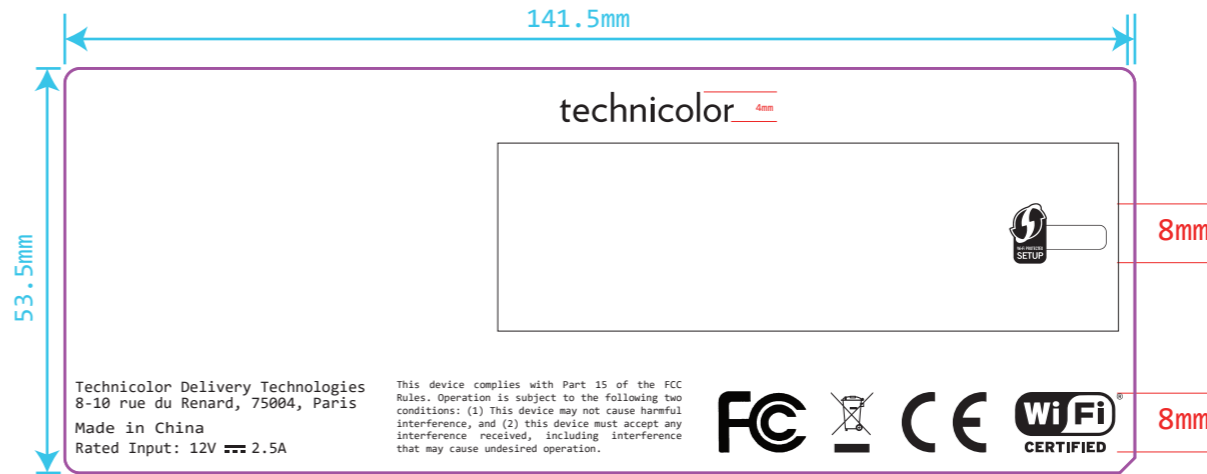 141.5mm
technicolor
4mm
53.5mm
8mm
Wi-Fi PROTECTED
SETUP
Technicolor Delivery Technologies
8-10 rue du Renard, 75004, Paris
Made in China
Rated Input: 12V 2.5A
This device complies with Part 15 of the FCC
Rules. Operation is subject to the following two
conditions: (1) This device may not cause harmful
interference, and (2) this device must accept any
interference received, including interference
that may cause undesired operation.
FC
CE
Wi Fi ®
CERTIFIED
8mm